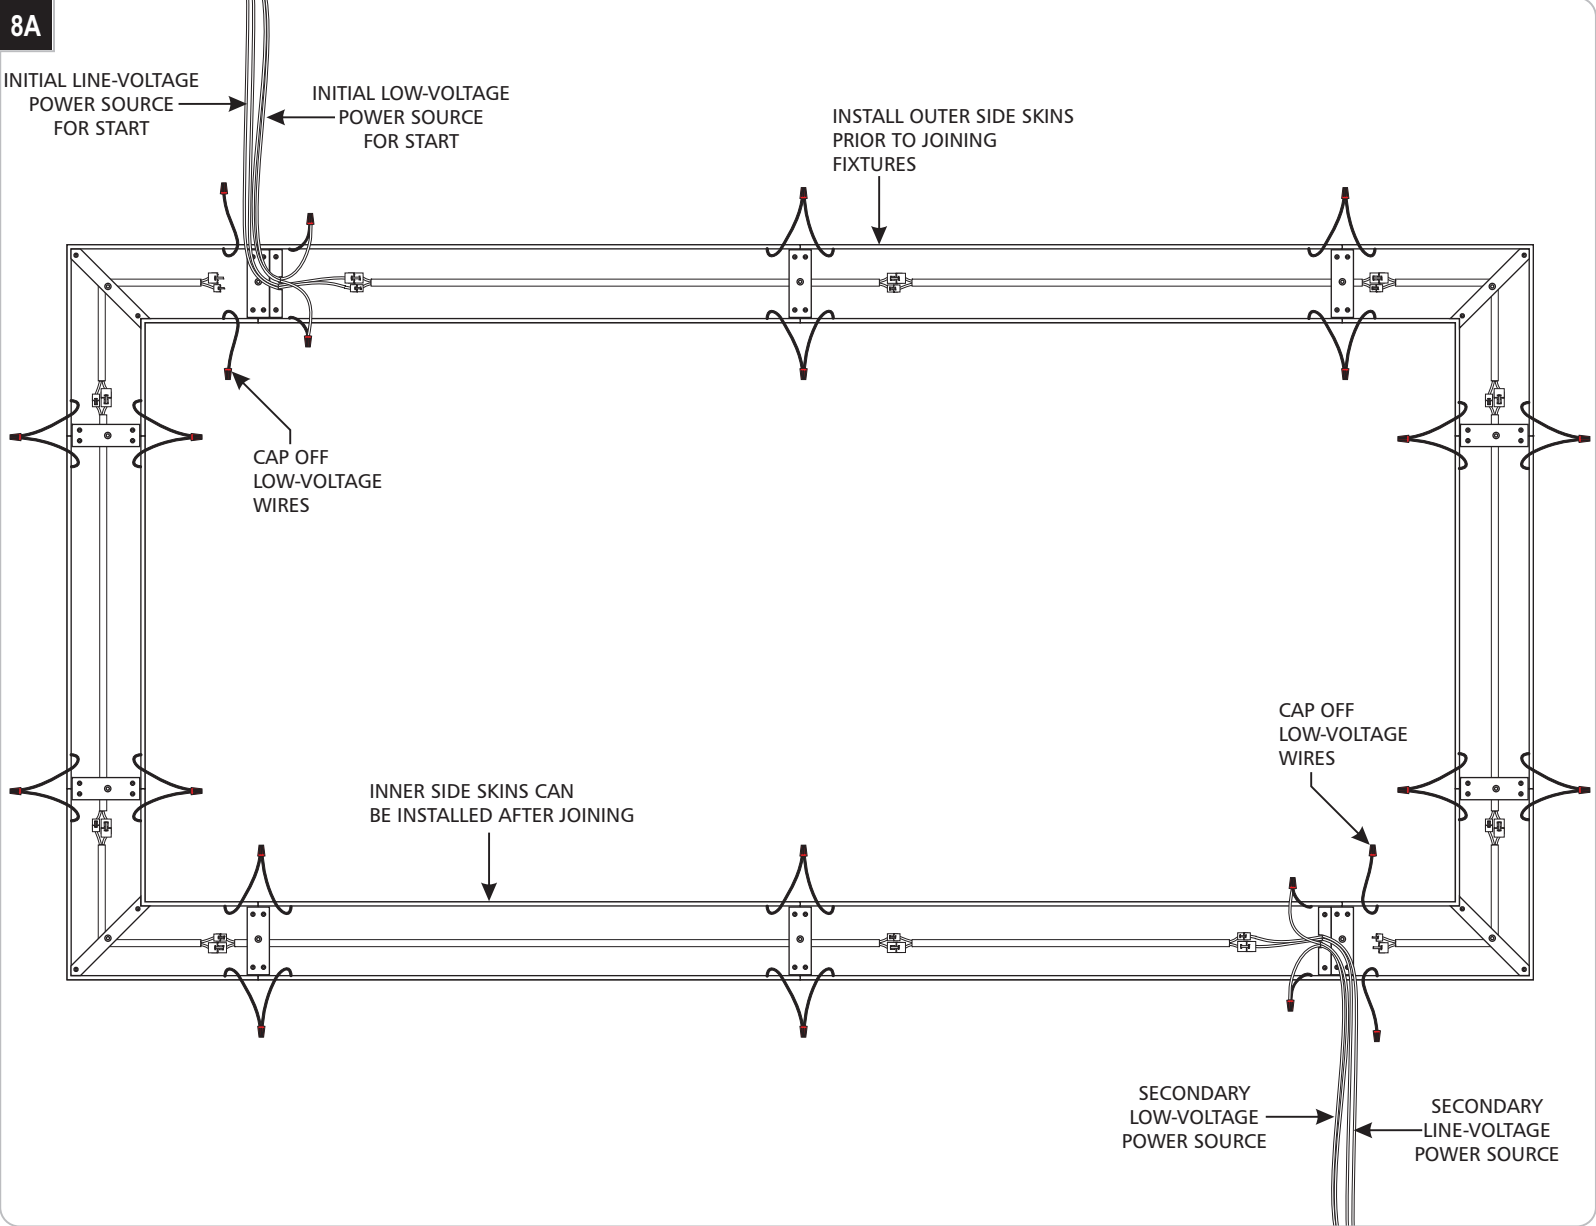 8A
INITIAL LINE-VOLTAGE
POWER SOURCE
FOR START
INITIAL LOW-VOLTAGE
POWER SOURCE
FOR START
INSTALL OUTER SIDE SKINS
PRIOR TO JOINING
FIXTURES
CAP OFF
LOW-VOLTAGE
WIRES
CAP OFF
LOW-VOLTAGE
WIRES
INNER SIDE SKINS CAN
BE INSTALLED AFTER JOINING
SECONDARY
LOW-VOLTAGE
POWER SOURCE
SECONDARY
LINE-VOLTAGE
POWER SOURCE